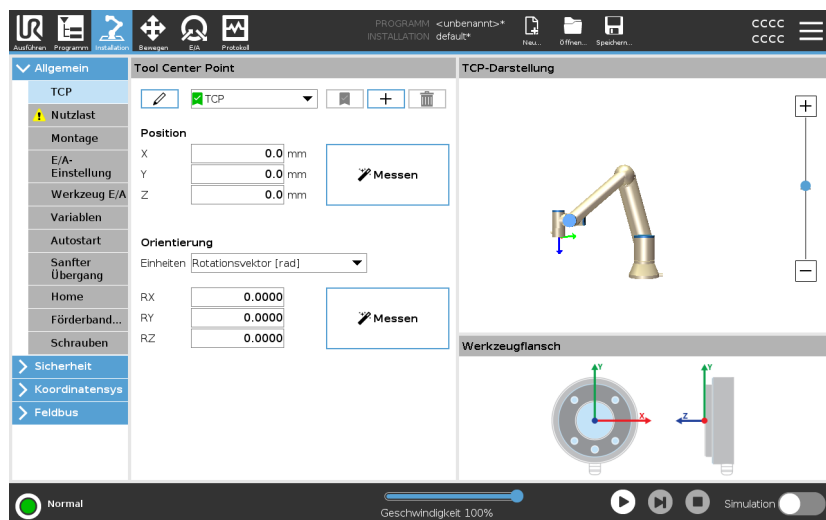 UR
Ausführen
Programm
Installation
Bewegen
E/A
Protokoll
PROGRAMM <unbenannt>*
INSTALLATION default*
Neu...
Öffnen...
Speichern...
CCCC
CCCC
Allgemein
TCP
Nutzlast
Montage
E/A-
Einstellung
Werkzeug E/A
Variablen
Autostart
Sanfter
Übergang
Home
Förderband...
Schrauben
Sicherheit
Koordinatensys
Feldbus
Tool Center Point
TCP
Position
X 0.0 mm
Y 0.0 mm
Z 0.0 mm
Messen
Orientierung
Einheiten Rotationsvektor [rad]
RX 0.0000
RY 0.0000
RZ 0.0000
Messen
TCP-Darstellung
Werkzeugflansch
Y
X
Y
Z
Normal
Geschwindigkeit 100%
Simulation